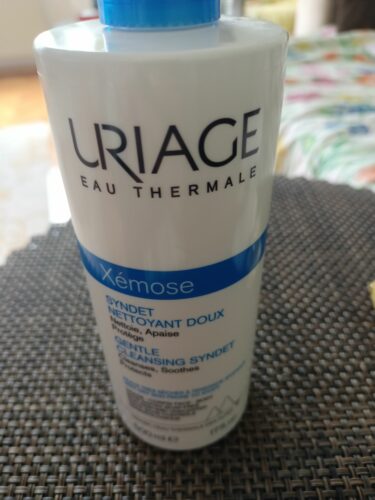 URIAGE
EAU THERMALE
Xémose
SYNDET
NETTOYANT DOUX
Nettoie, Apaise
Protège
GENTLE
CLEANSING SYNDET
Cleanses, Soothes
Protects